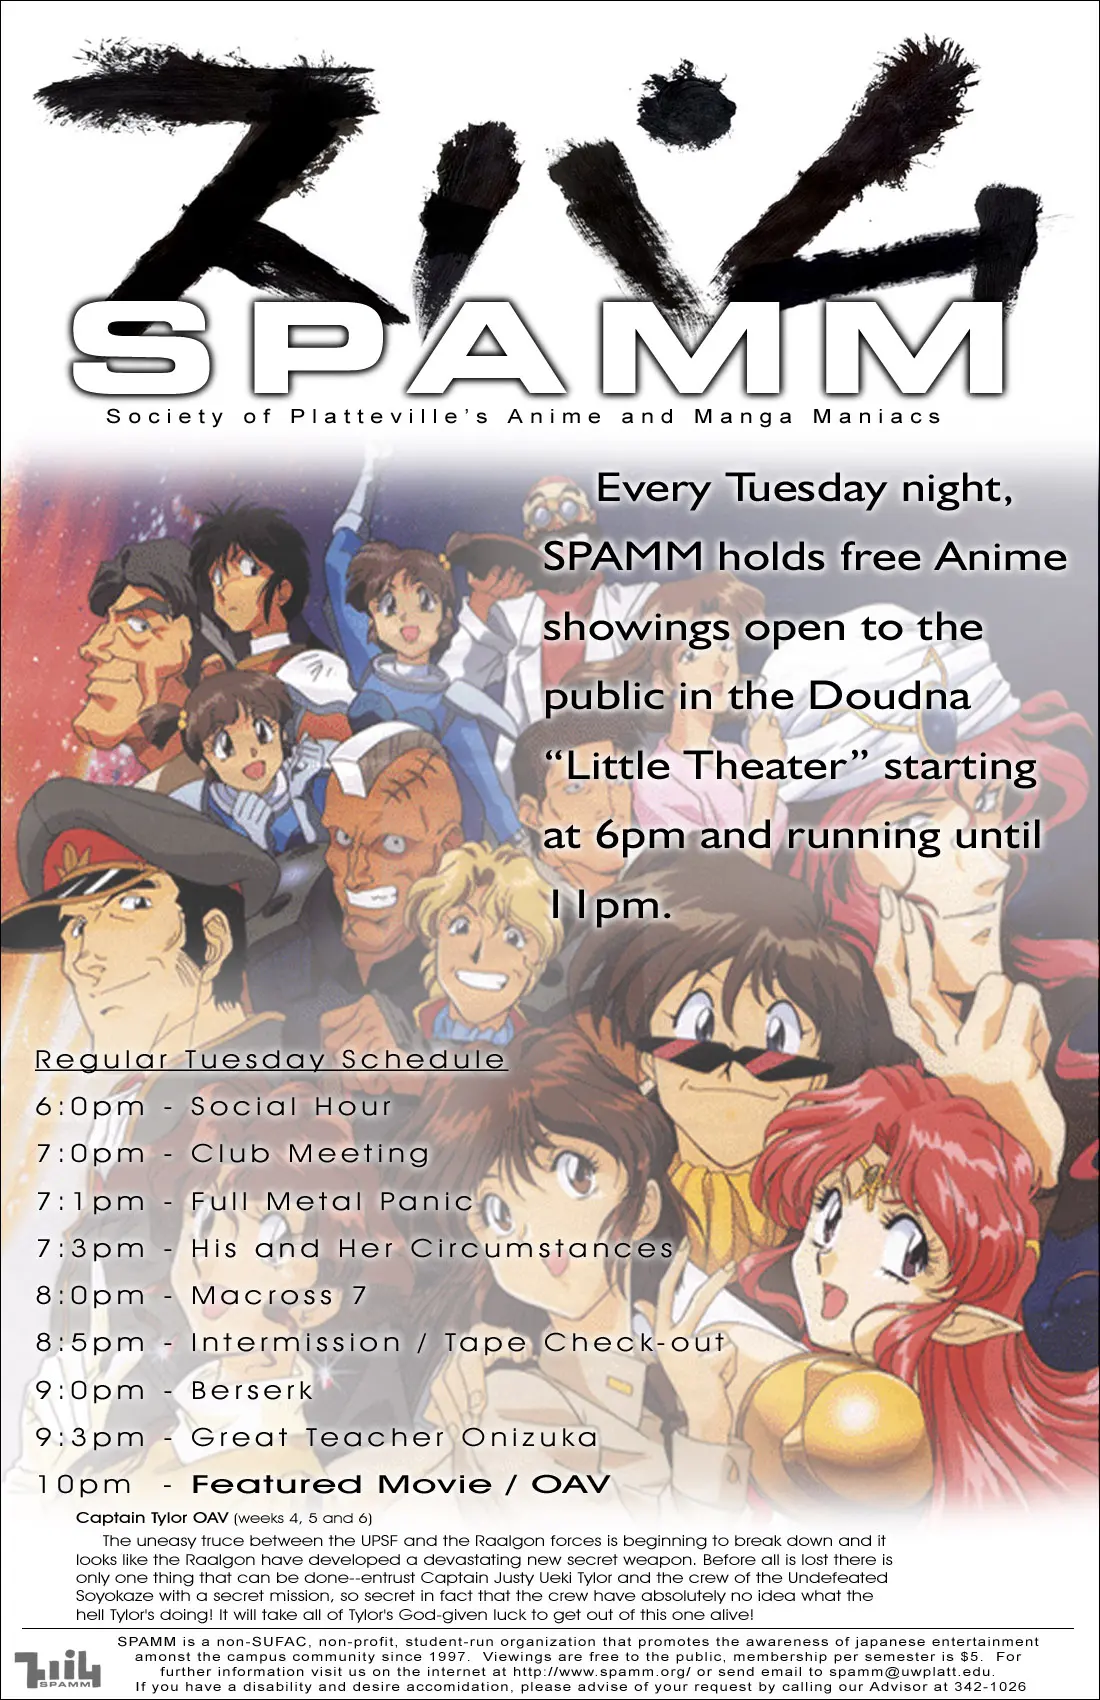 スパム
SPAMM
Society of Platteville's Anime and Manga Maniacs
Every Tuesday night,
SPAMM holds free Anime
showings open to the
public in the Doudna
“Little Theater” starting
at 6pm and running until
11pm.
Regular Tuesday Schedule
6:0pm - Social Hour
7:0pm - Club Meeting
7:1pm - Full Metal Panic
7:3pm - His and Her Circumstances
8:0pm - Macross 7
8:5pm - Intermission / Tape Check-out
9:0pm - Berserk
9:3pm - Great Teacher Onizuka
10pm - Featured Movie / OAV
Captain Tylor OAV (weeks 4, 5 and 6)
The uneasy truce between the UPSF and the Raalgon forces is beginning to break down and it
looks like the Raalgon have developed a devastating new secret weapon. Before all is lost there is
only one thing that can be done--entrust Captain Justy Ueki Tylor and the crew of the Undefeated
Soyokaze with a secret mission, so secret in fact that the crew have absolutely no idea what the
hell Tylor's doing! It will take all of Tylor's God-given luck to get out of this one alive!
SPAMM is a non-SUFAC, non-profit, student-run organization that promotes the awareness of japanese entertainment
amonst the campus community since 1997. Viewings are free to the public, membership per semester is $5. For
further information visit us on the internet at http://www.spamm.org/ or send email to spamm@uwplatt.edu.
If you have a disability and desire accomidation, please advise of your request by calling our Advisor at 342-1026
スパム
SPAMM